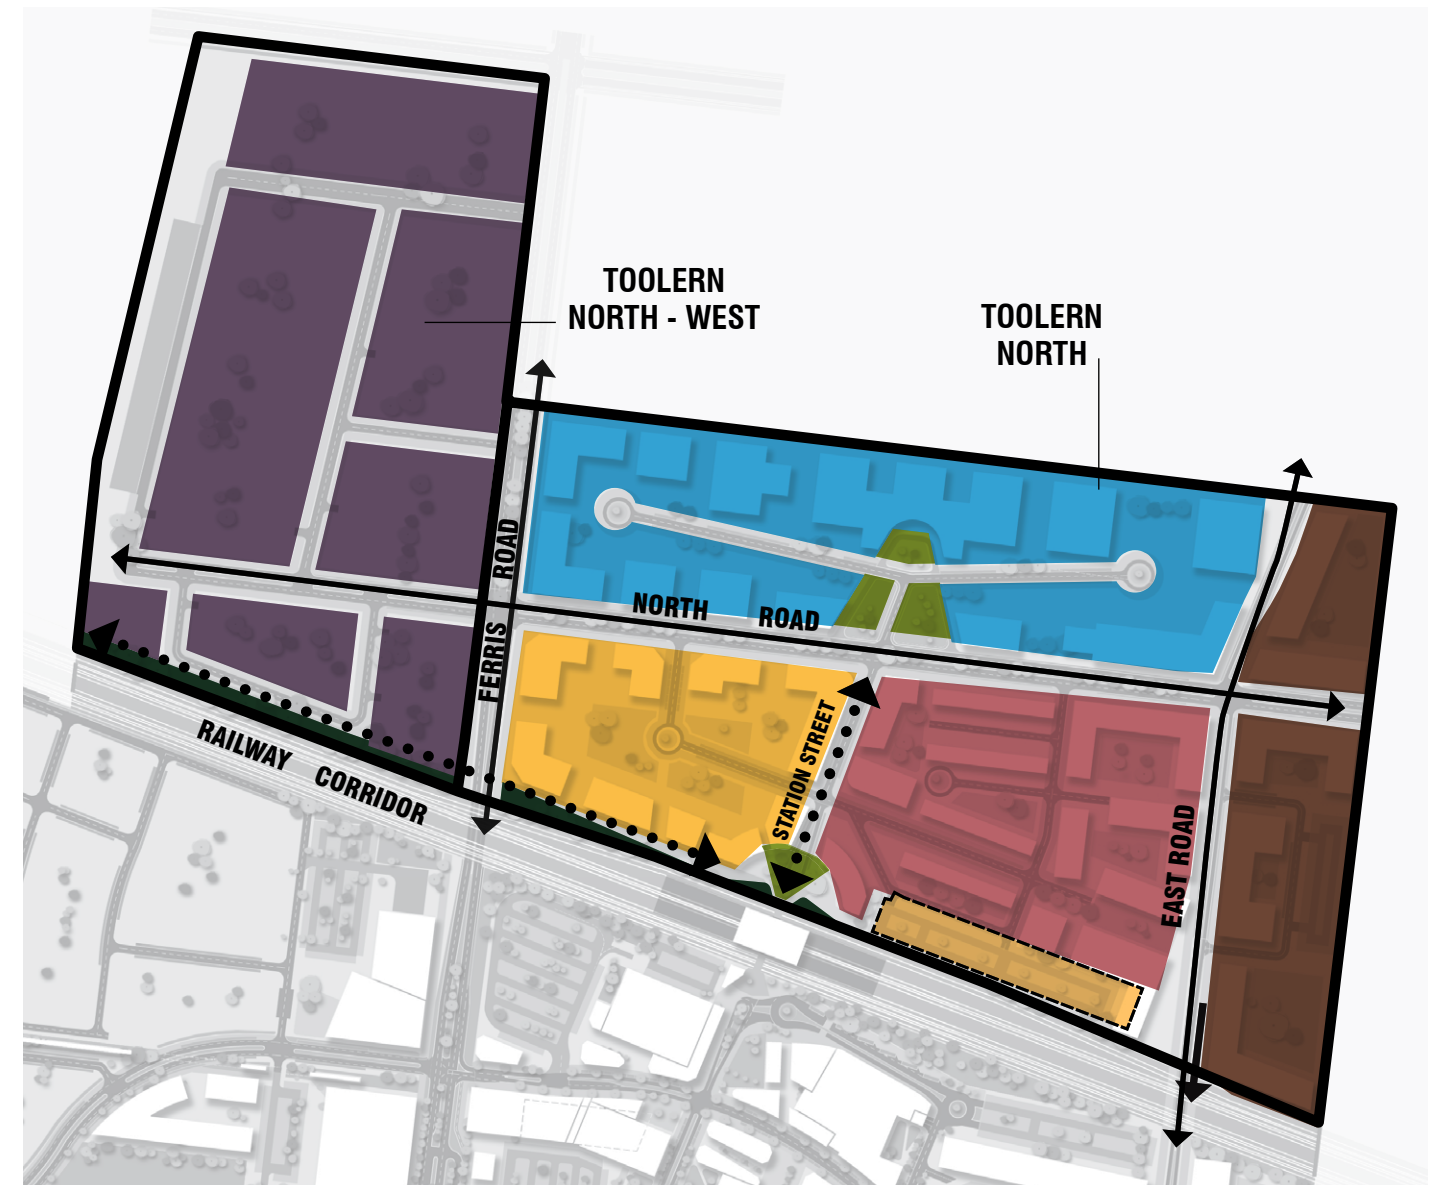 TOOLERN
NORTH - WEST
TOOLERN
NORTH
FERRIS ROAD
NORTH ROAD
STATION STREET
EAST ROAD
RAILWAY CORRIDOR